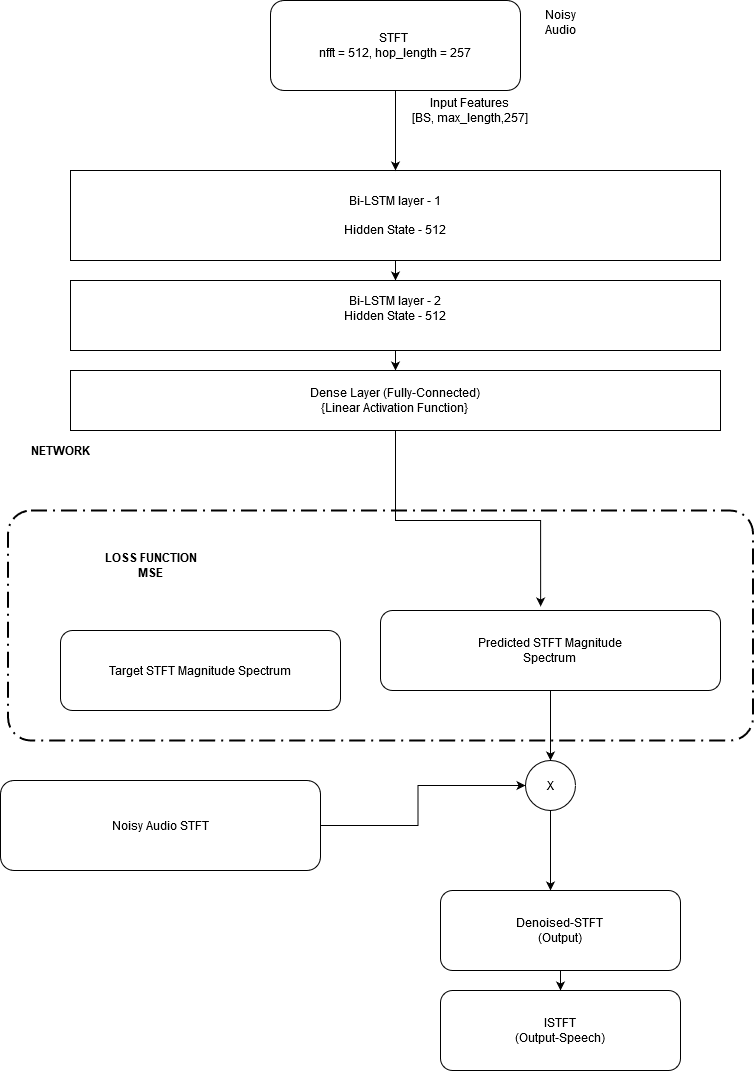 Noisy
Audio
STFT
nfft = 512, hop_length = 257
Input Features
[BS, max_length,257]
Bi-LSTM layer - 1
Hidden State - 512
Bi-LSTM layer - 2
Hidden State - 512
Dense Layer (Fully-Connected)
{Linear Activation Function}
NETWORK
LOSS FUNCTION
MSE
Predicted STFT Magnitude
Spectrum
Target STFT Magnitude Spectrum
X
Noisy Audio STFT
Denoised-STFT
(Output)
ISTFT
(Output-Speech)